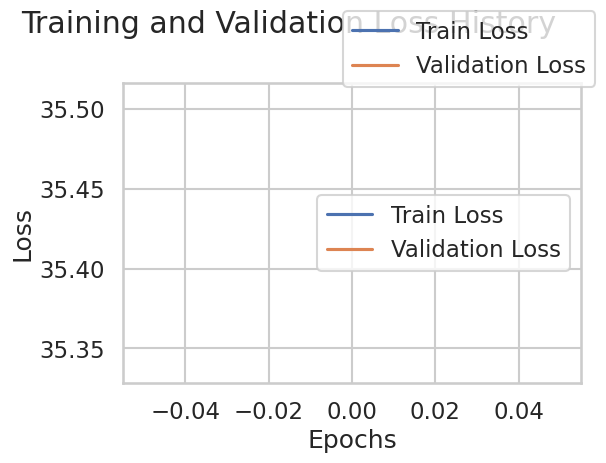 Training and Validation Loss History
Train Loss
Validation Loss
35.50
35.45
35.40
35.35
Loss
Train Loss
Validation Loss
−0.04 −0.02 0.00 0.02 0.04
Epochs